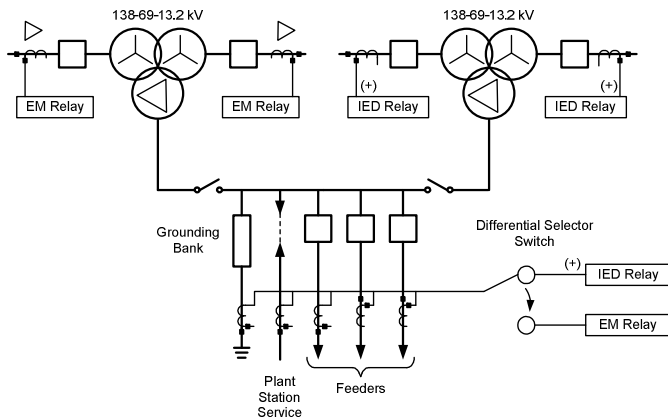 138-69-13.2 kV
138-69-13.2 kV
EM Relay
EM Relay
(+)
IED Relay
(+)
IED Relay
Grounding
Bank
Differential Selector
Switch
(+)
IED Relay
EM Relay
Plant
Station
Service
Feeders